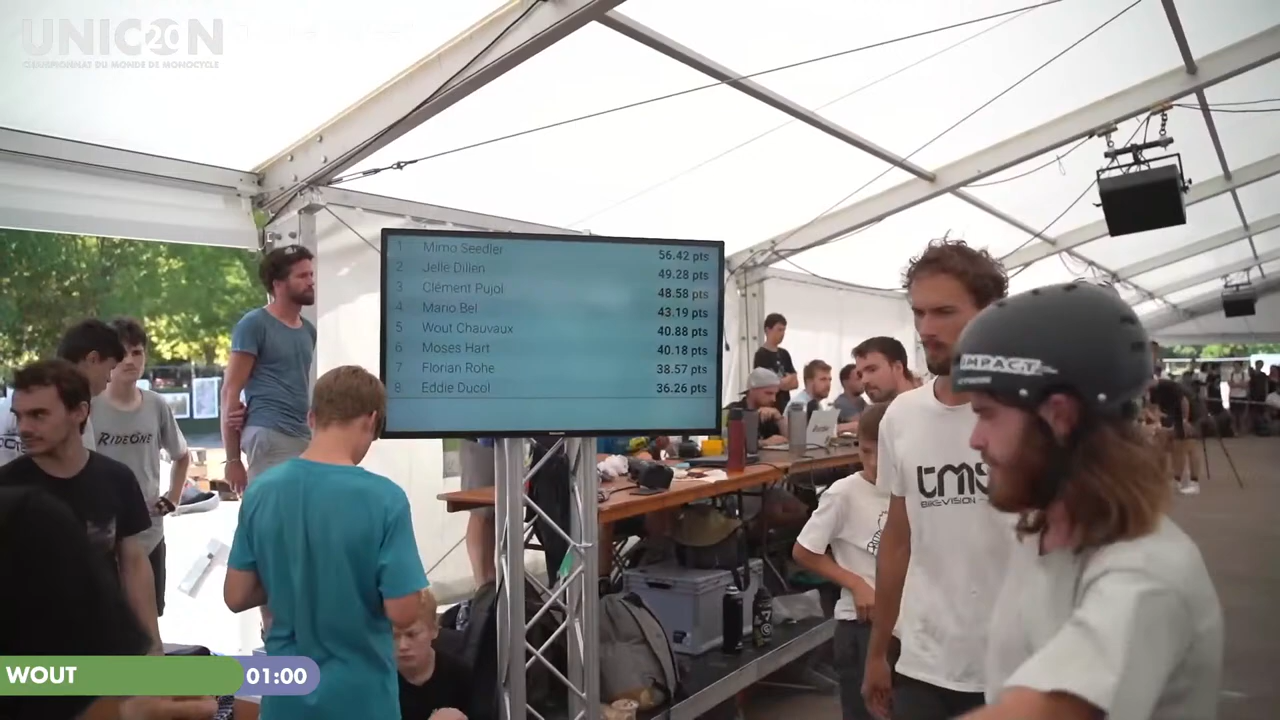 UNICON 20
CHAMPIONNAT DU MONDE DE MONOCYCLE
1 Mimo Seedler 56.42 pts
2 Jelle Dillen 49.28 pts
3 Clément Pujol 48.58 pts
4 Mario Bel 43.19 pts
5 Wout Chauvaux 40.88 pts
6 Moses Hart 40.18 pts
7 Florian Rohe 38.57 pts
8 Eddie Ducol 36.26 pts
RIDEONE
tms
BIKEVISION
IMPACT
WOUT 01:00